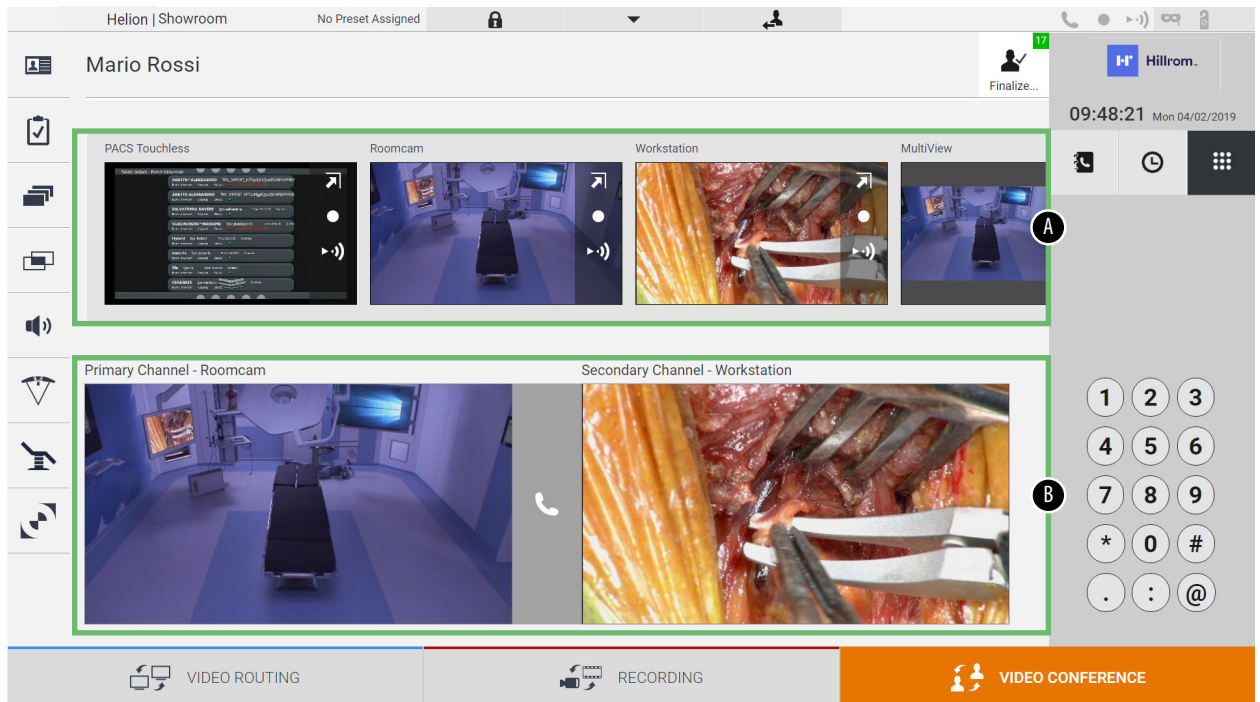 Helion | Showroom
No Preset Assigned
Mario Rossi
17
Finalize...
Hillrom.
09:48:21 Mon 04/02/2019
PACS Touchless
Roomcam
Workstation
MultiView
A
Primary Channel - Roomcam
Secondary Channel - Workstation
B
1 2 3
4 5 6
7 8 9
* 0 #
. : @
VIDEO ROUTING
RECORDING
VIDEO CONFERENCE